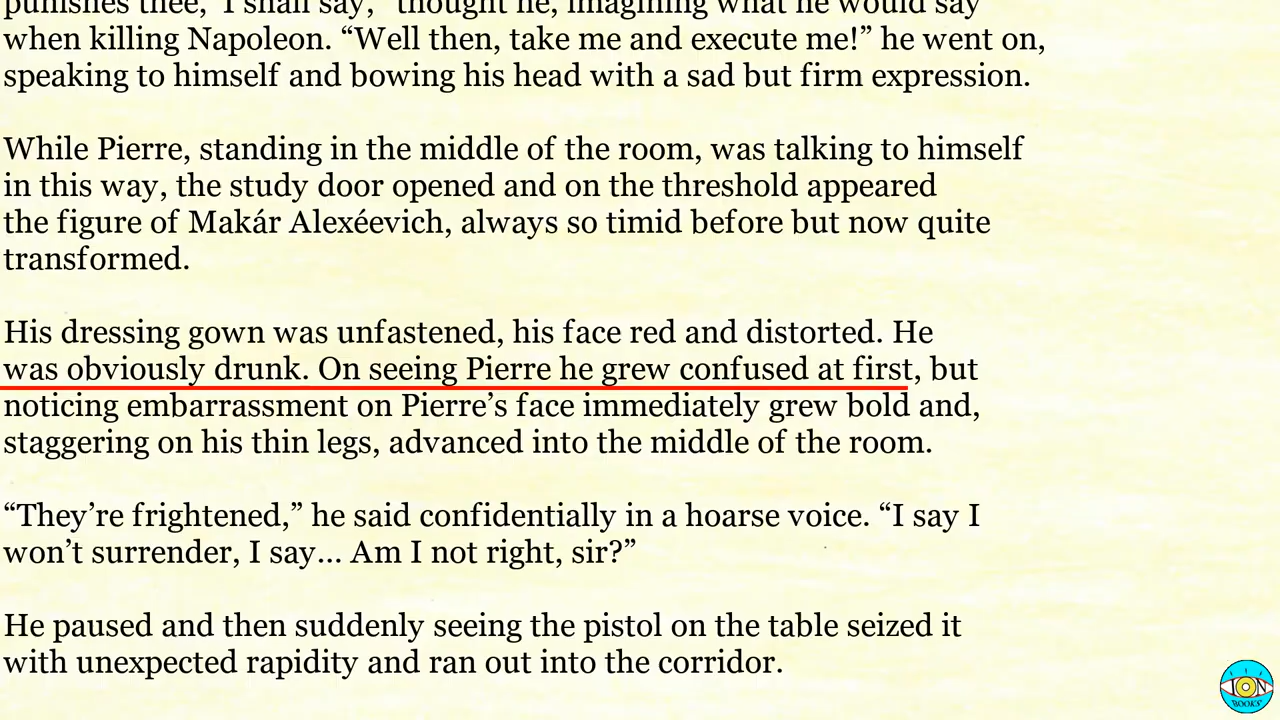 punishes thee,’ I shall say,” thought he, imagining what he would say
when killing Napoleon. “Well then, take me and execute me!” he went on,
speaking to himself and bowing his head with a sad but firm expression.
While Pierre, standing in the middle of the room, was talking to himself
in this way, the study door opened and on the threshold appeared
the figure of Makár Alexéevich, always so timid before but now quite
transformed.
His dressing gown was unfastened, his face red and distorted. He
was obviously drunk. On seeing Pierre he grew confused at first, but
noticing embarrassment on Pierre’s face immediately grew bold and,
staggering on his thin legs, advanced into the middle of the room.
“They’re frightened,” he said confidentially in a hoarse voice. “I say I
won’t surrender, I say... Am I not right, sir?”
He paused and then suddenly seeing the pistol on the table seized it
with unexpected rapidity and ran out into the corridor.
ION
BOOKS